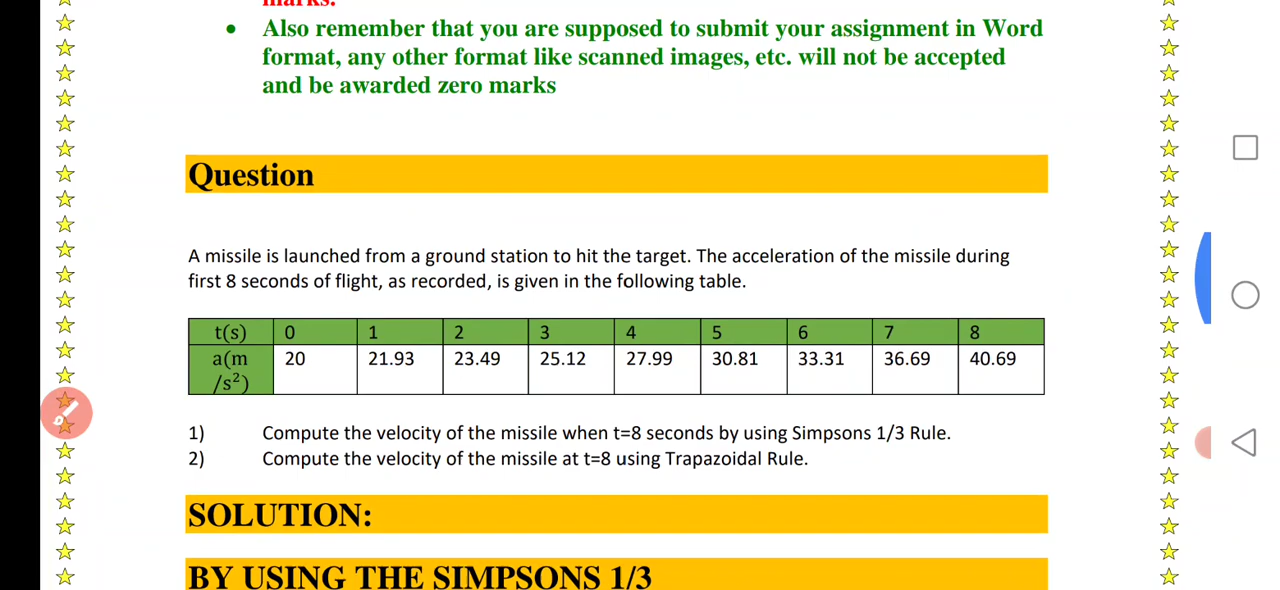 marks.
• Also remember that you are supposed to submit your assignment in Word
format, any other format like scanned images, etc. will not be accepted
and be awarded zero marks
Question
A missile is launched from a ground station to hit the target. The acceleration of the missile during
first 8 seconds of flight, as recorded, is given in the following table.
t(s) 0 1 2 3 4 5 6 7 8
a(m 20 21.93 23.49 25.12 27.99 30.81 33.31 36.69 40.69
/s²)
1) Compute the velocity of the missile when t=8 seconds by using Simpsons 1/3 Rule.
2) Compute the velocity of the missile at t=8 using Trapazoidal Rule.
SOLUTION:
BY USING THE SIMPSONS 1/3